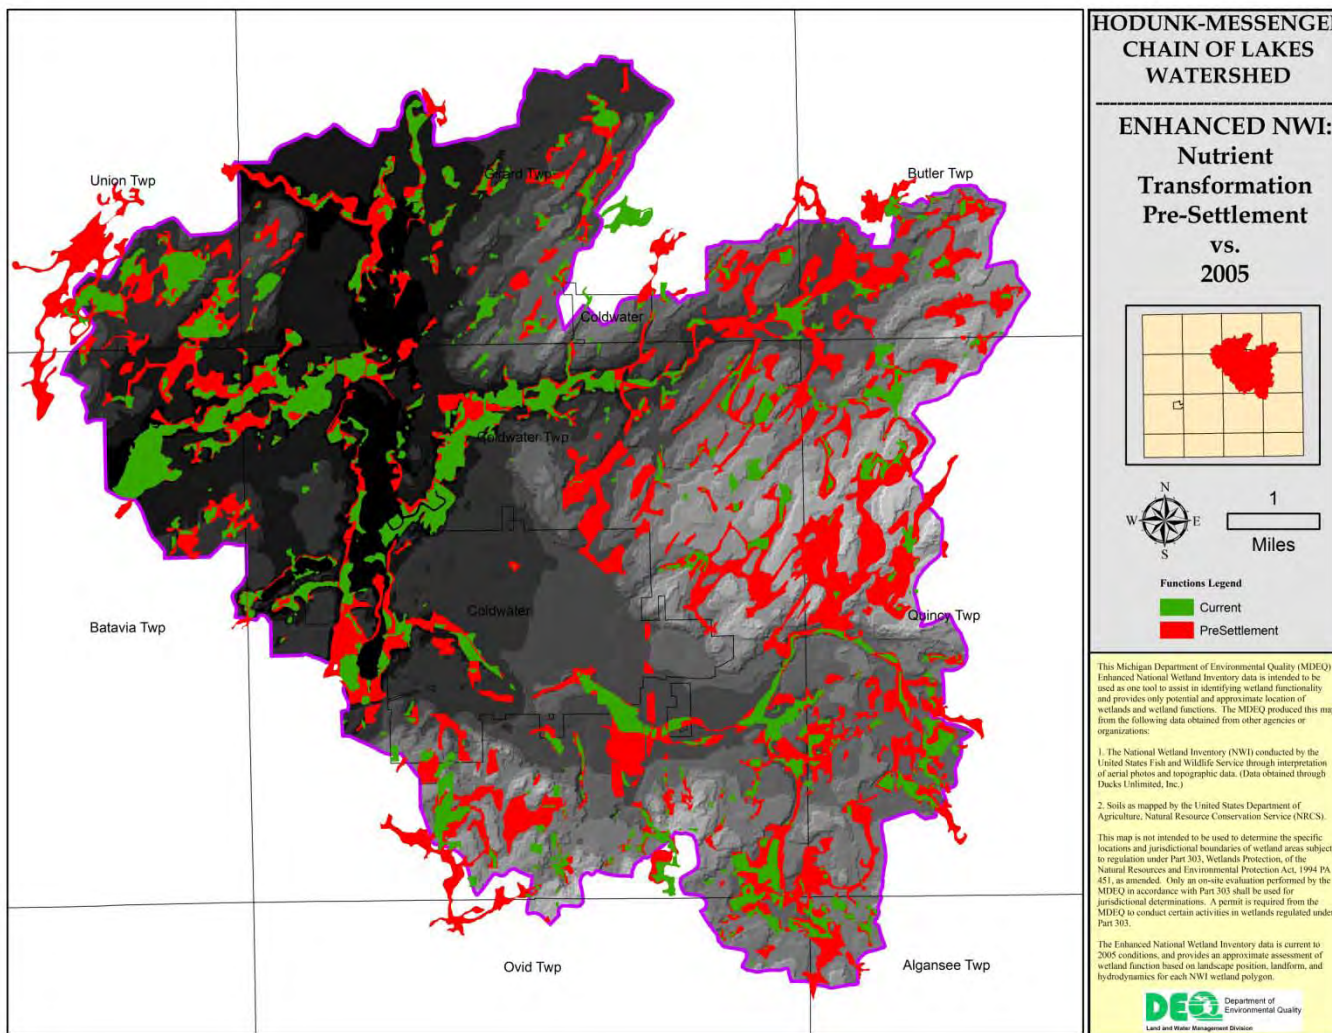 HODUNK-MESSENGE
CHAIN OF LAKES
WATERSHED
ENHANCED NWI:
Nutrient
Transformation
Pre-Settlement
vs.
2005
Union Twp
Girard Twp
Butler Twp
Coldwater
Coldwater Twp
Coldwater
Batavia Twp
Quincy Twp
Ovid Twp
Algansee Twp
N
W
E
S
1
Miles
Functions Legend
Current
PreSettlement
This Michigan Department of Environmental Quality (MDEQ)
Enhanced National Wetland Inventory data is intended to be
used as one tool to assist in identifying wetland functionality
and provides only potential and approximate location of
wetlands and wetland functions. The MDEQ produced this ma
from the following data obtained from other agencies or
organizations:
1. The National Wetland Inventory (NWI) conducted by the
United States Fish and Wildlife Service through interpretation
of aerial photos and topographic data. (Data obtained through
Ducks Unlimited, Inc.)
2. Soils as mapped by the United States Department of
Agriculture, Natural Resource Conservation Service (NRCS).
This map is not intended to be used to determine the specific
locations and jurisdictional boundaries of wetland areas subject
to regulation under Part 303, Wetlands Protection, of the
Natural Resources and Environmental Protection Act, 1994 PA
451, as amended. Only an on-site evaluation performed by the
MDEQ in accordance with Part 303 shall be used for
jurisdictional determinations. A permit is required from the
MDEQ to conduct certain activities in wetlands regulated under
Part 303.
The Enhanced National Wetland Inventory data is current to
2005 conditions, and provides an approximate assessment of
wetland function based on landscape position, landform, and
hydrodynamics for each NWI wetland polygon.
DEQ
Department of
Environmental Quality
Land and Water Management Division